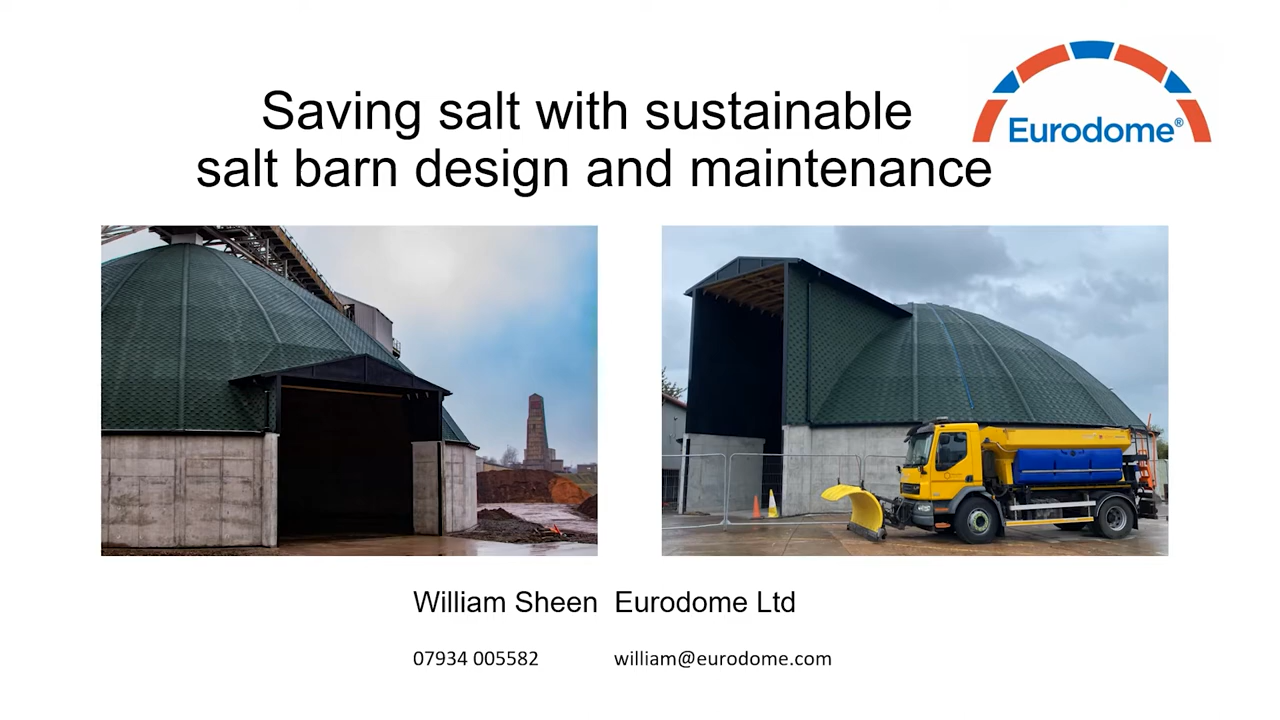 Saving salt with sustainable
salt barn design and maintenance
Eurodome®
William Sheen Eurodome Ltd
07934 005582 william@eurodome.com